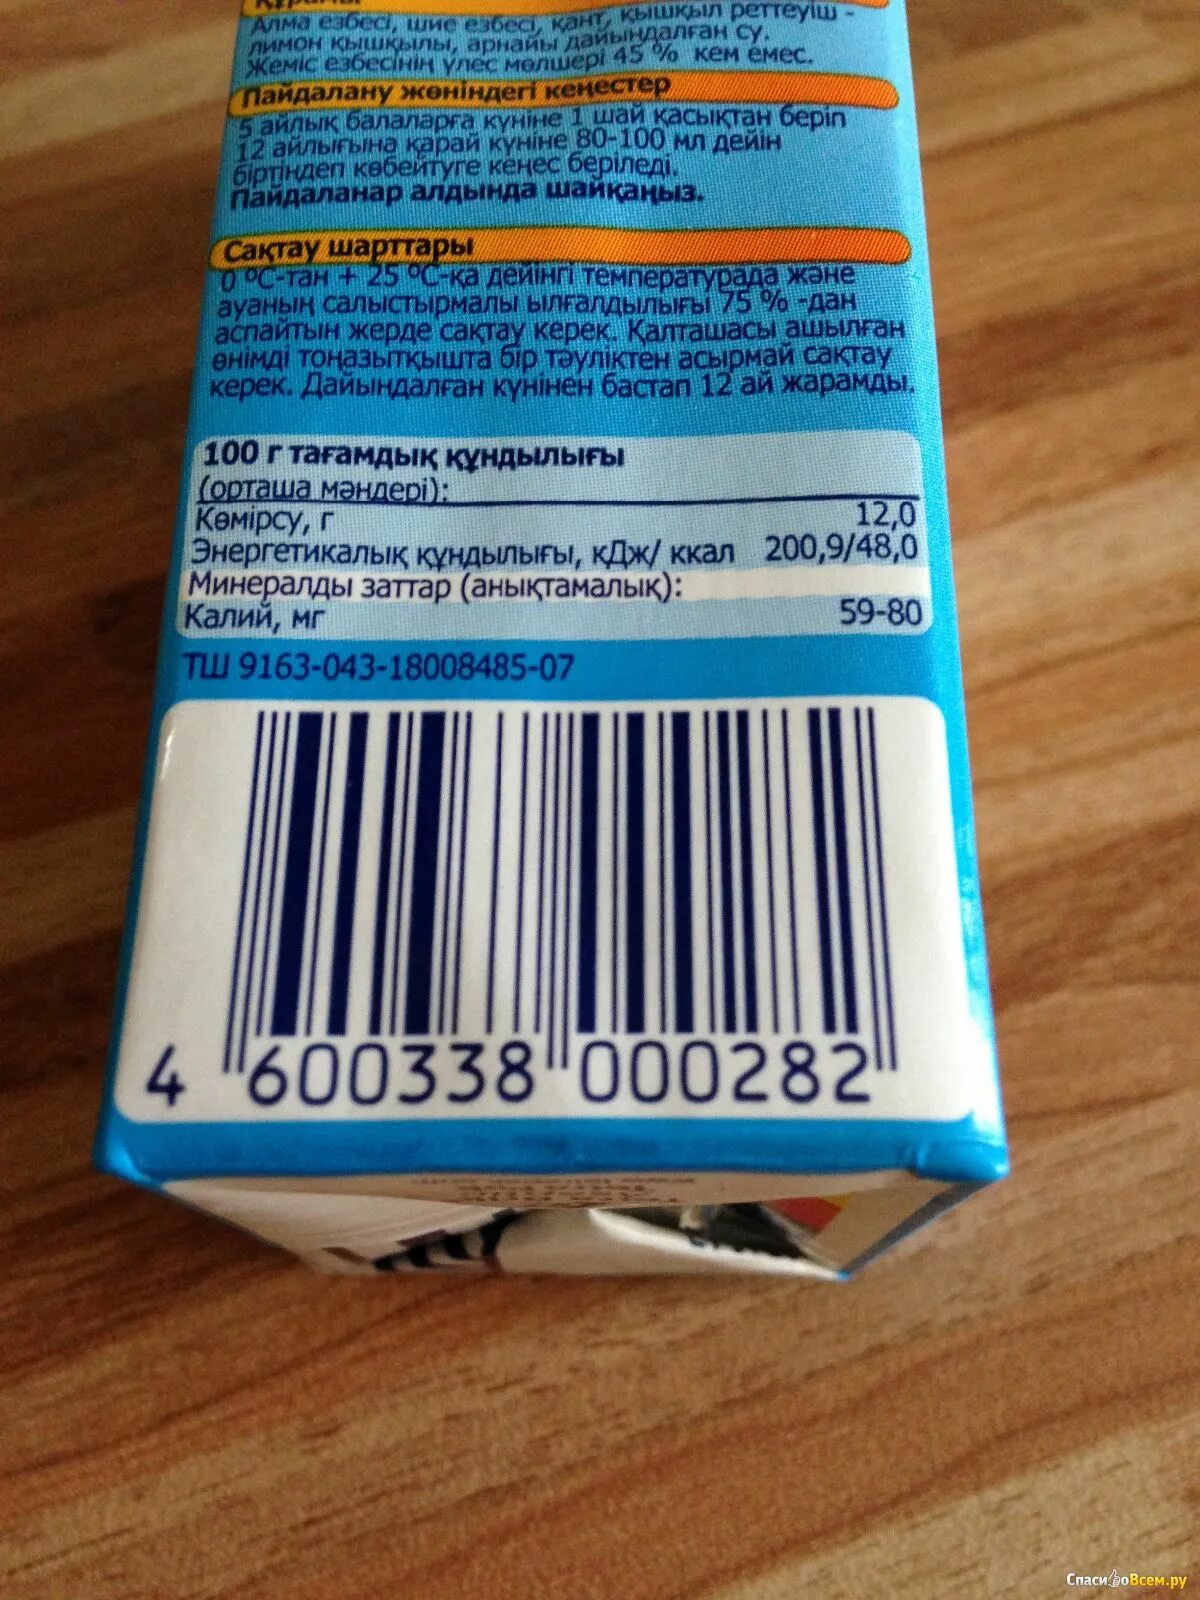 Құрамы
Алма езбесі, шие езбесі, қант, қышқыл реттеуіш -
лимон қышқылы, арнайы дайындалған су.
Жеміс езбесінің үлес мөлшері 45 % кем емес.
Пайдалану жөніндегі кеңестер
5 айлық балаларға күніне 1 шай қасықтан беріп
12 айлығына қарай күніне 80-100 мл дейін
біртіндеп көбейтуге кеңес беріледі.
Пайдаланар алдында шайқаңыз.
Сақтау шарттары
0 °С-тан + 25 °С-қа дейінгі температурада және
ауаның салыстырмалы ылғалдылығы 75 % -дан
аспайтын жерде сақтау керек. Қалташасы ашылған
өнімді тоңазытқышта бір тәуліктен асырмай сақтау
керек. Дайындалған күнінен бастап 12 ай жарамды.
100 г тағамдық құндылығы
(орташа мәндері):
Көмірсу, г 12,0
Энергетикалық құндылығы, кДж/ ккал 200,9/48,0
Минералды заттар (анықтамалық):
Калий, мг 59-80
ТШ 9163-043-18008485-07
4 600338 000282
СпасибоВсем.ру